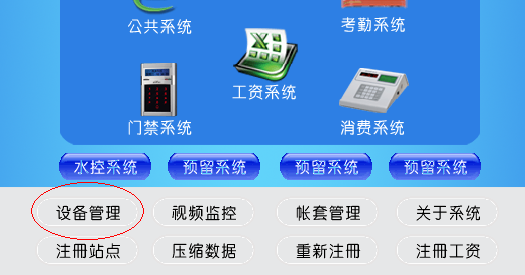 公共系统
考勤系统
工资系统
门禁系统
消费系统
水控系统 预留系统 预留系统 预留系统
设备管理 视频监控 帐套管理 关于系统
注册站点 压缩数据 重新注册 注册工资